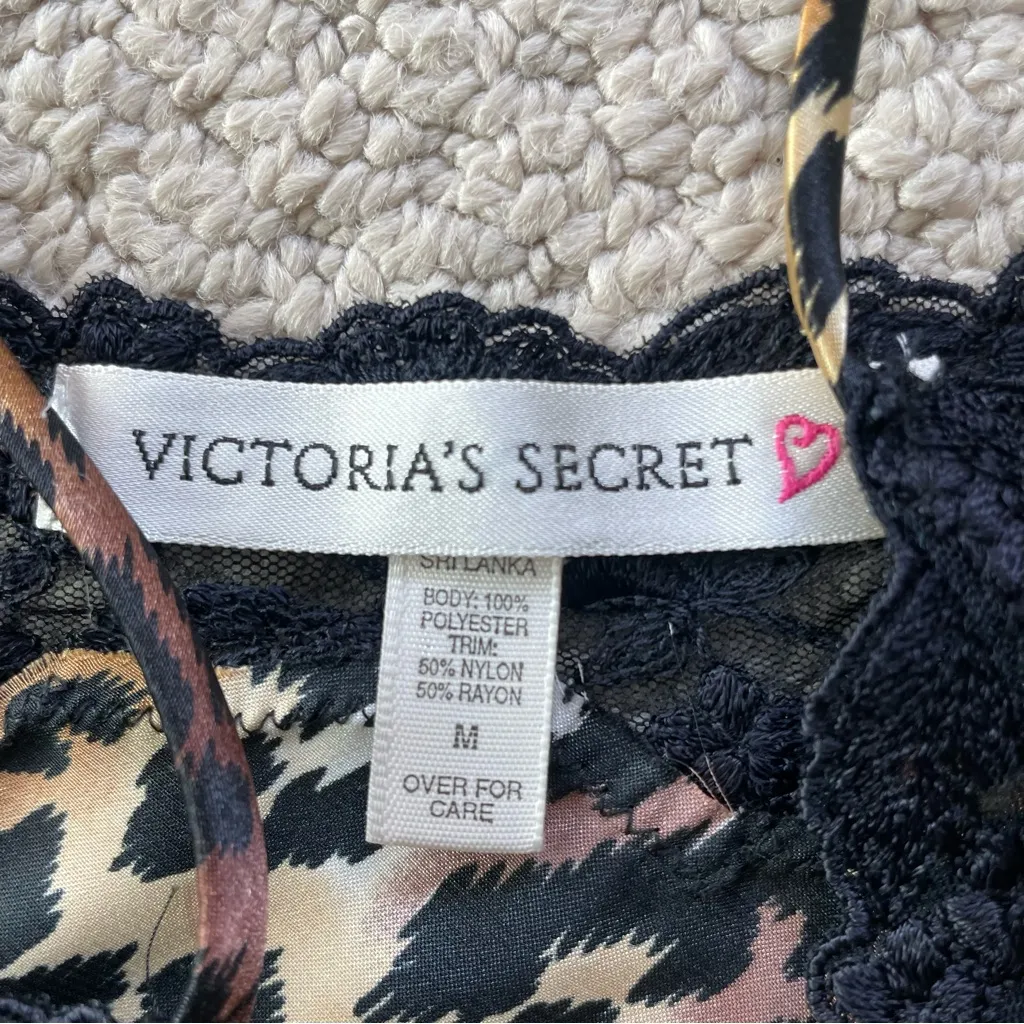 VICTORIA'S SECRET
SRI LANKA
BODY: 100%
POLYESTER
TRIM:
50% NYLON
50% RAYON
M
OVER FOR
CARE